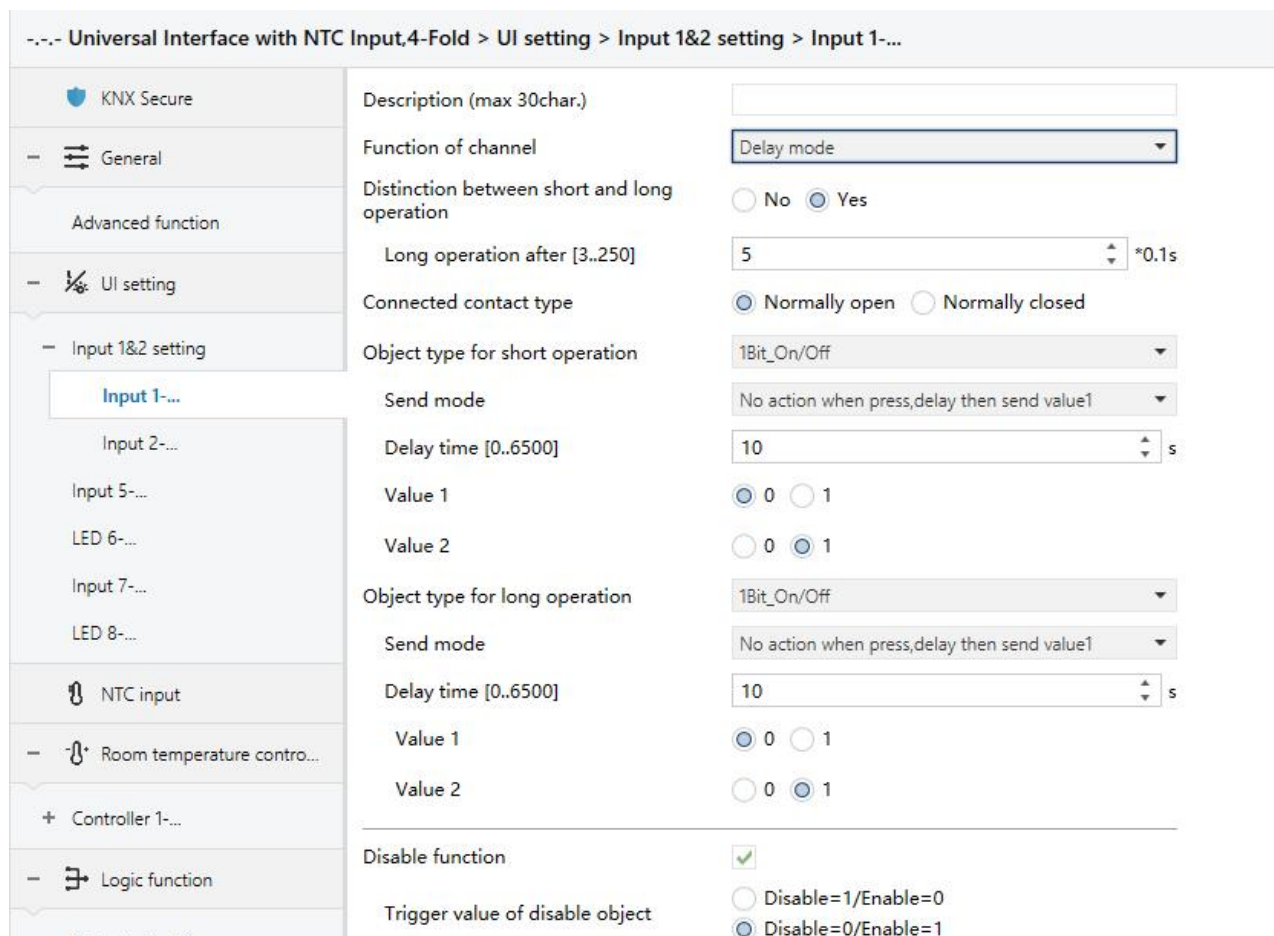 -.-.- Universal Interface with NTC Input,4-Fold > UI setting > Input 1&2 setting > Input 1-...
KNX Secure
General
Advanced function
UI setting
Input 1&2 setting
Input 1-...
Input 2-...
Input 5-...
LED 6-...
Input 7-...
LED 8-...
NTC input
Room temperature contro...
Controller 1-...
Logic function
Description (max 30char.)
Function of channel
Delay mode
Distinction between short and long
operation
No Yes
Long operation after [3..250]
5 *0.1s
Connected contact type
Normally open Normally closed
Object type for short operation
1Bit_On/Off
Send mode
No action when press,delay then send value1
Delay time [0..6500]
10 s
Value 1
0 1
Value 2
0 1
Object type for long operation
1Bit_On/Off
Send mode
No action when press,delay then send value1
Delay time [0..6500]
10 s
Value 1
0 1
Value 2
0 1
Disable function
Trigger value of disable object
Disable=1/Enable=0
Disable=0/Enable=1